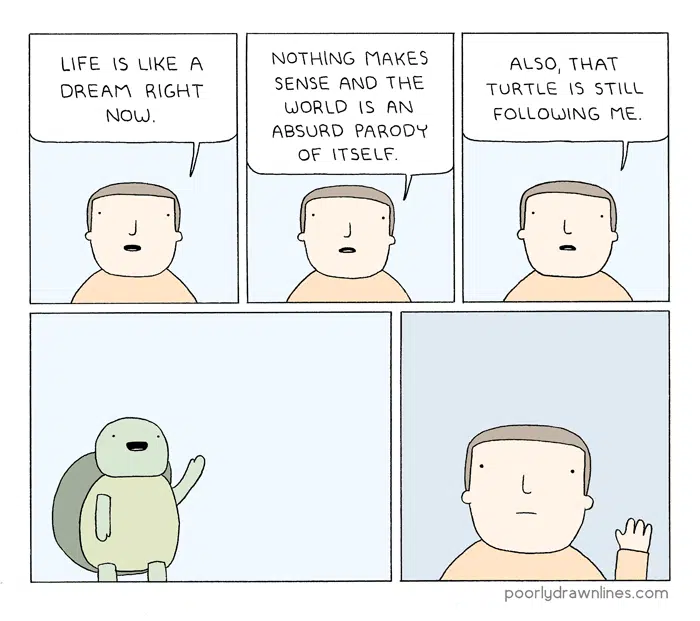 LIFE IS LIKE A
DREAM RIGHT
NOW.
NOTHING MAKES
SENSE AND THE
WORLD IS AN
ABSURD PARODY
OF ITSELF.
ALSO, THAT
TURTLE IS STILL
FOLLOWING ME.
poorlydrawnlines.com